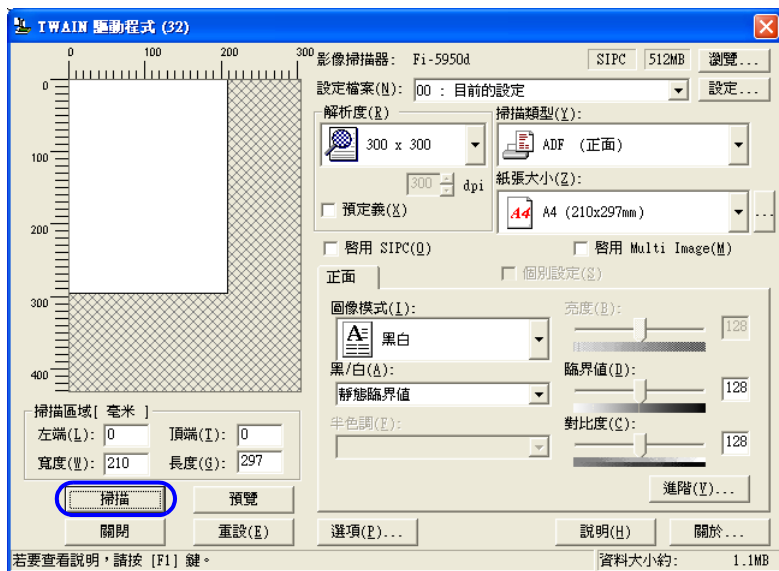 TWAIN 驅動程式 (32)
0 100 200 300
0
100
200
300
400
影像掃描器: Fi-5950d SIPC 512MB 瀏覽...
設定檔案(N): 00 : 目前的設定 設定...
解析度(R)
300 x 300
300 dpi
預定義(X)
掃描類型(Y):
ADF (正面)
紙張大小(Z):
A4 A4 (210x297mm) ...
啓用 SIPC(Q) 啓用 Multi Image(M)
正面 個別設定(S)
圖像模式(I):
黑白
黑/白(A):
靜態臨界值
半色調(F):
亮度(B):
128
臨界值(D):
128
對比度(C):
128
進階(V)...
掃描區域[ 毫米 ]
左端(L): 0 頂端(T): 0
寬度(W): 210 長度(G): 297
掃描 預覽
關閉 重設(E) 選項(P)... 說明(H) 關於...
若要查看説明，請按 [F1] 鍵。 資料大小約: 1.1MB